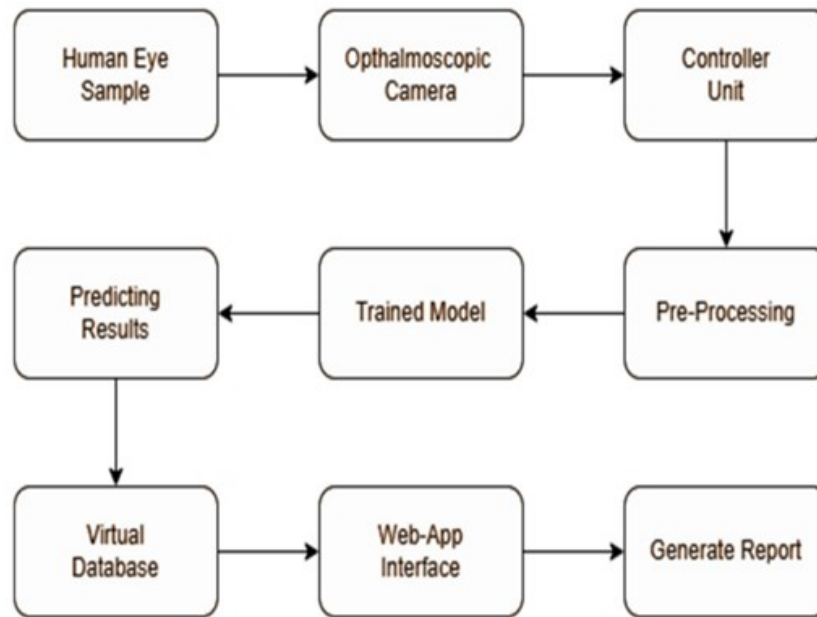 Human Eye
Sample
Opthalmoscopic
Camera
Controller
Unit
Predicting
Results
Trained Model
Pre-Processing
Virtual
Database
Web-App
Interface
Generate Report